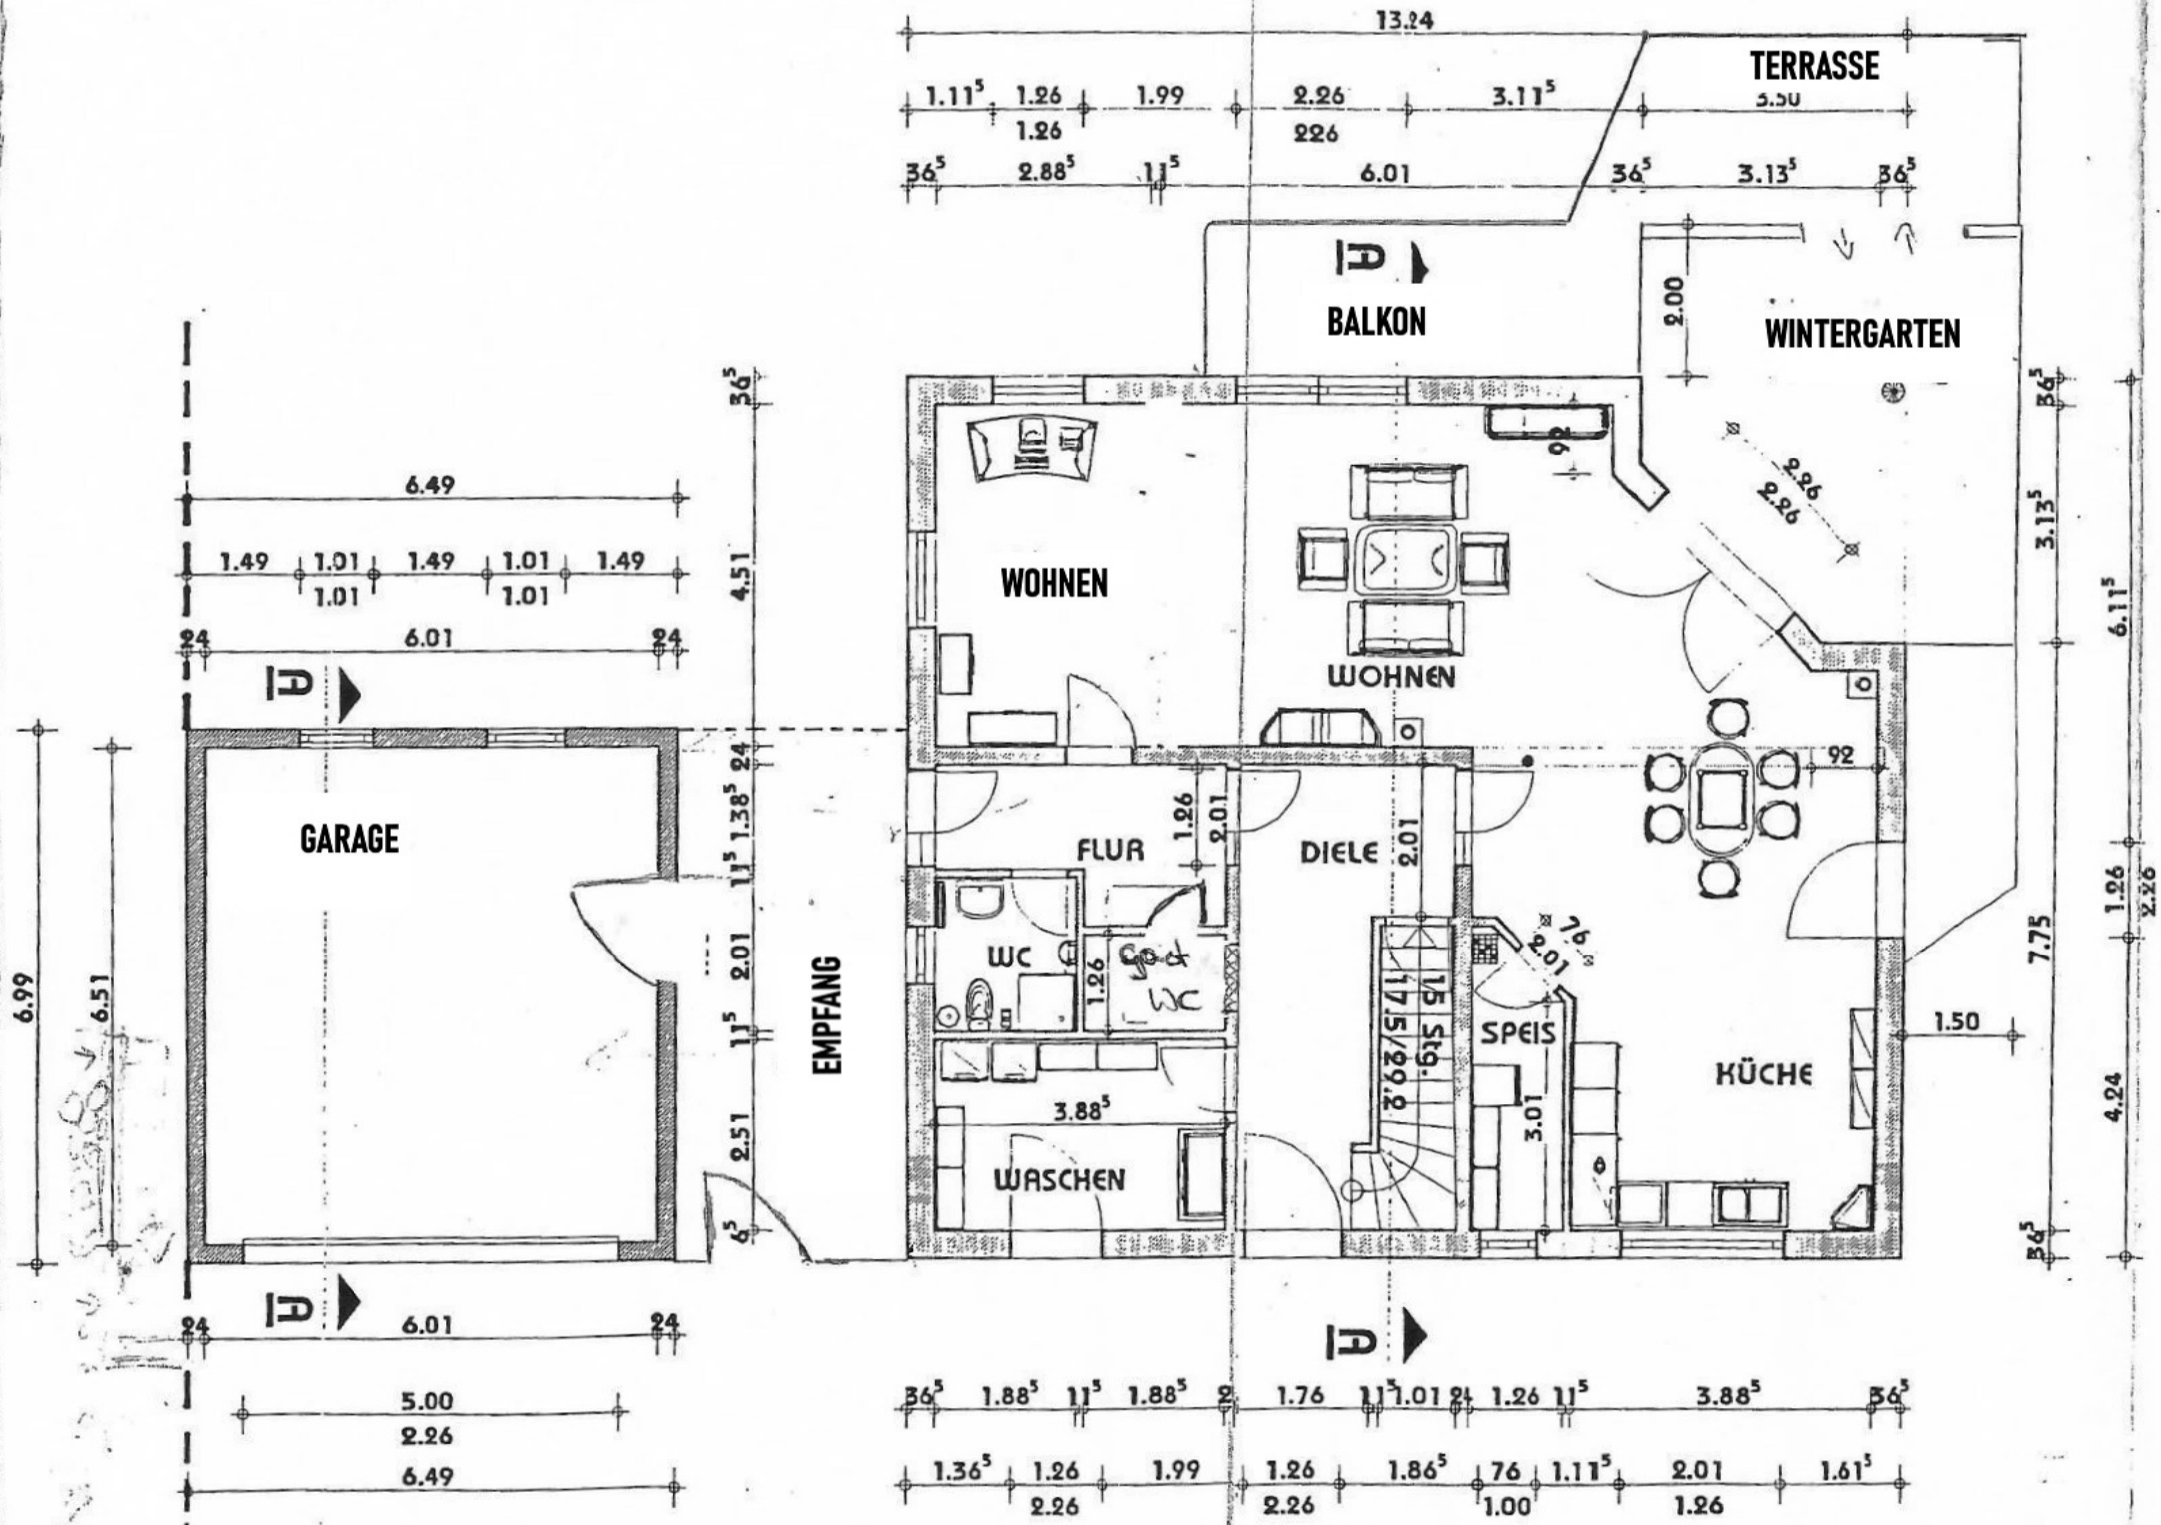 13.24
TERRASSE
1.11⁵ 1.26 1.99 2.26 3.11⁵ 3.50
1.26 226
36⁵ 2.88⁵ 11⁵ 6.01 36⁵ 3.13⁵ 36⁵
A
BALKON
2.00
WINTERGARTEN
36⁵
36⁵
92
2.26
2.26
6.49
1.49 1.01 1.49 1.01 1.49
1.01 1.01
24 6.01 24
4.51
3.13⁵
6.11⁵
WOHNEN
WOHNEN
A
24
92
GARAGE
1.38⁵
1.26
2.01
FLUR
DIELE
2.01
11⁵
1.26
2.26
76
2.01
6.99
6.51
2.01
EMPFANG
WC
1.26
WC
15 Stg.
17.5/29.2
7.75
11⁵
SPEIS
1.50
KÜCHE
3.88⁵
3.01
4.24
2.51
WASCHEN
6⁵
36⁵
A
A
24 6.01 24
5.00
2.26
6.49
36⁵ 1.88⁵ 11⁵ 1.88⁵ 2 1.76 11⁵ 1.01 24 1.26 11⁵ 3.88⁵ 36⁵
1.36⁵ 1.26 1.99 1.26 1.86⁵ 76 1.11⁵ 2.01 1.61⁵
2.26 2.26 1.00 1.26